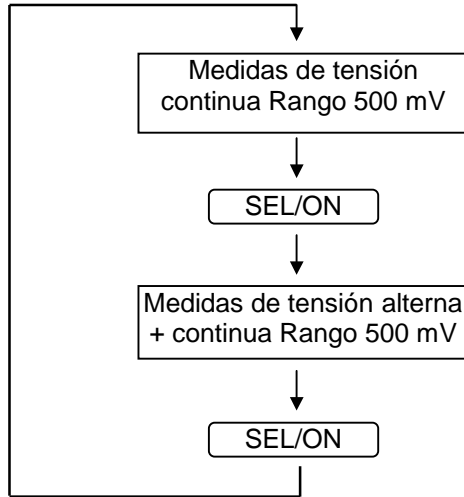 Medidas de tensión
continua Rango 500 mV
SEL/ON
Medidas de tensión alterna
+ continua Rango 500 mV
SEL/ON